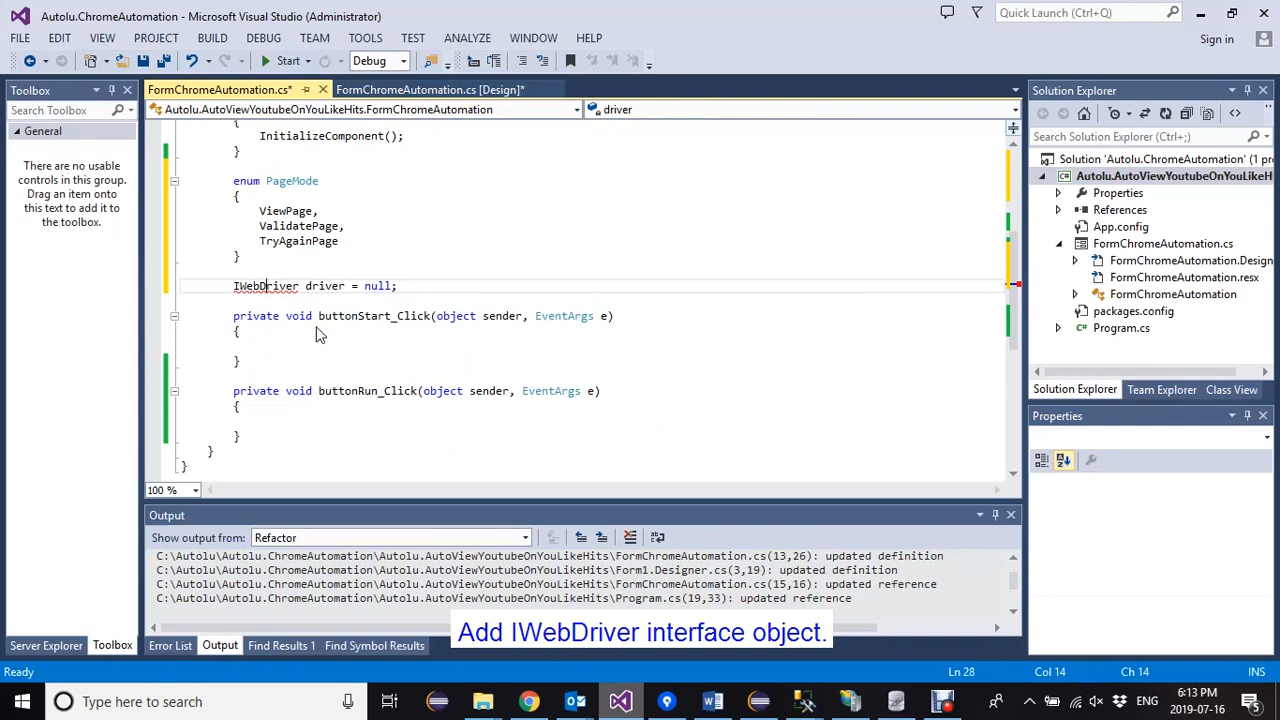 Autolu.ChromeAutomation - Microsoft Visual Studio (Administrator)
Quick Launch (Ctrl+Q)
FILE EDIT VIEW PROJECT BUILD DEBUG TEAM TOOLS TEST ANALYZE WINDOW HELP
Sign in
Start Debug
Toolbox
Search Toolbox
General
There are no usable
controls in this group.
Drag an item onto
this text to add it to
the toolbox.
FormChromeAutomation.cs* FormChromeAutomation.cs [Design]*
Autolu.AutoViewYoutubeOnYouLikeHits.FormChromeAutomation driver
{
InitializeComponent();
}
enum PageMode
{
ViewPage,
ValidatePage,
TryAgainPage
}
IWebDriver driver = null;
private void buttonStart_Click(object sender, EventArgs e)
{
}
private void buttonRun_Click(object sender, EventArgs e)
{
}
}
}
100 %
Solution Explorer
Search Solution Explorer (Ctrl+;)
Solution 'Autolu.ChromeAutomation' (1 p
C# Autolu.AutoViewYoutubeOnYouLikeH
Properties
References
App.config
FormChromeAutomation.cs
FormChromeAutomation.Design
FormChromeAutomation.resx
FormChromeAutomation
packages.config
C# Program.cs
Solution Explorer Team Explorer Class View
Properties
Output
Show output from: Refactor
C:\Autolu\Autolu.ChromeAutomation\Autolu.AutoViewYoutubeOnYouLikeHits\FormChromeAutomation.cs(13,26): updated definition
C:\Autolu\Autolu.ChromeAutomation\Autolu.AutoViewYoutubeOnYouLikeHits\Form1.Designer.cs(3,19): updated definition
C:\Autolu\Autolu.ChromeAutomation\Autolu.AutoViewYoutubeOnYouLikeHits\FormChromeAutomation.cs(15,16): updated reference
C:\Autolu\Autolu.ChromeAutomation\Autolu.AutoViewYoutubeOnYouLikeHits\Program.cs(19,33): updated reference
Add IWebDriver interface object.
Server Explorer Toolbox Error List Output Find Results 1 Find Symbol Results
Ready Ln 28 Col 14 Ch 14 INS
Type here to search
ENG
6:13 PM
2019-07-16
5